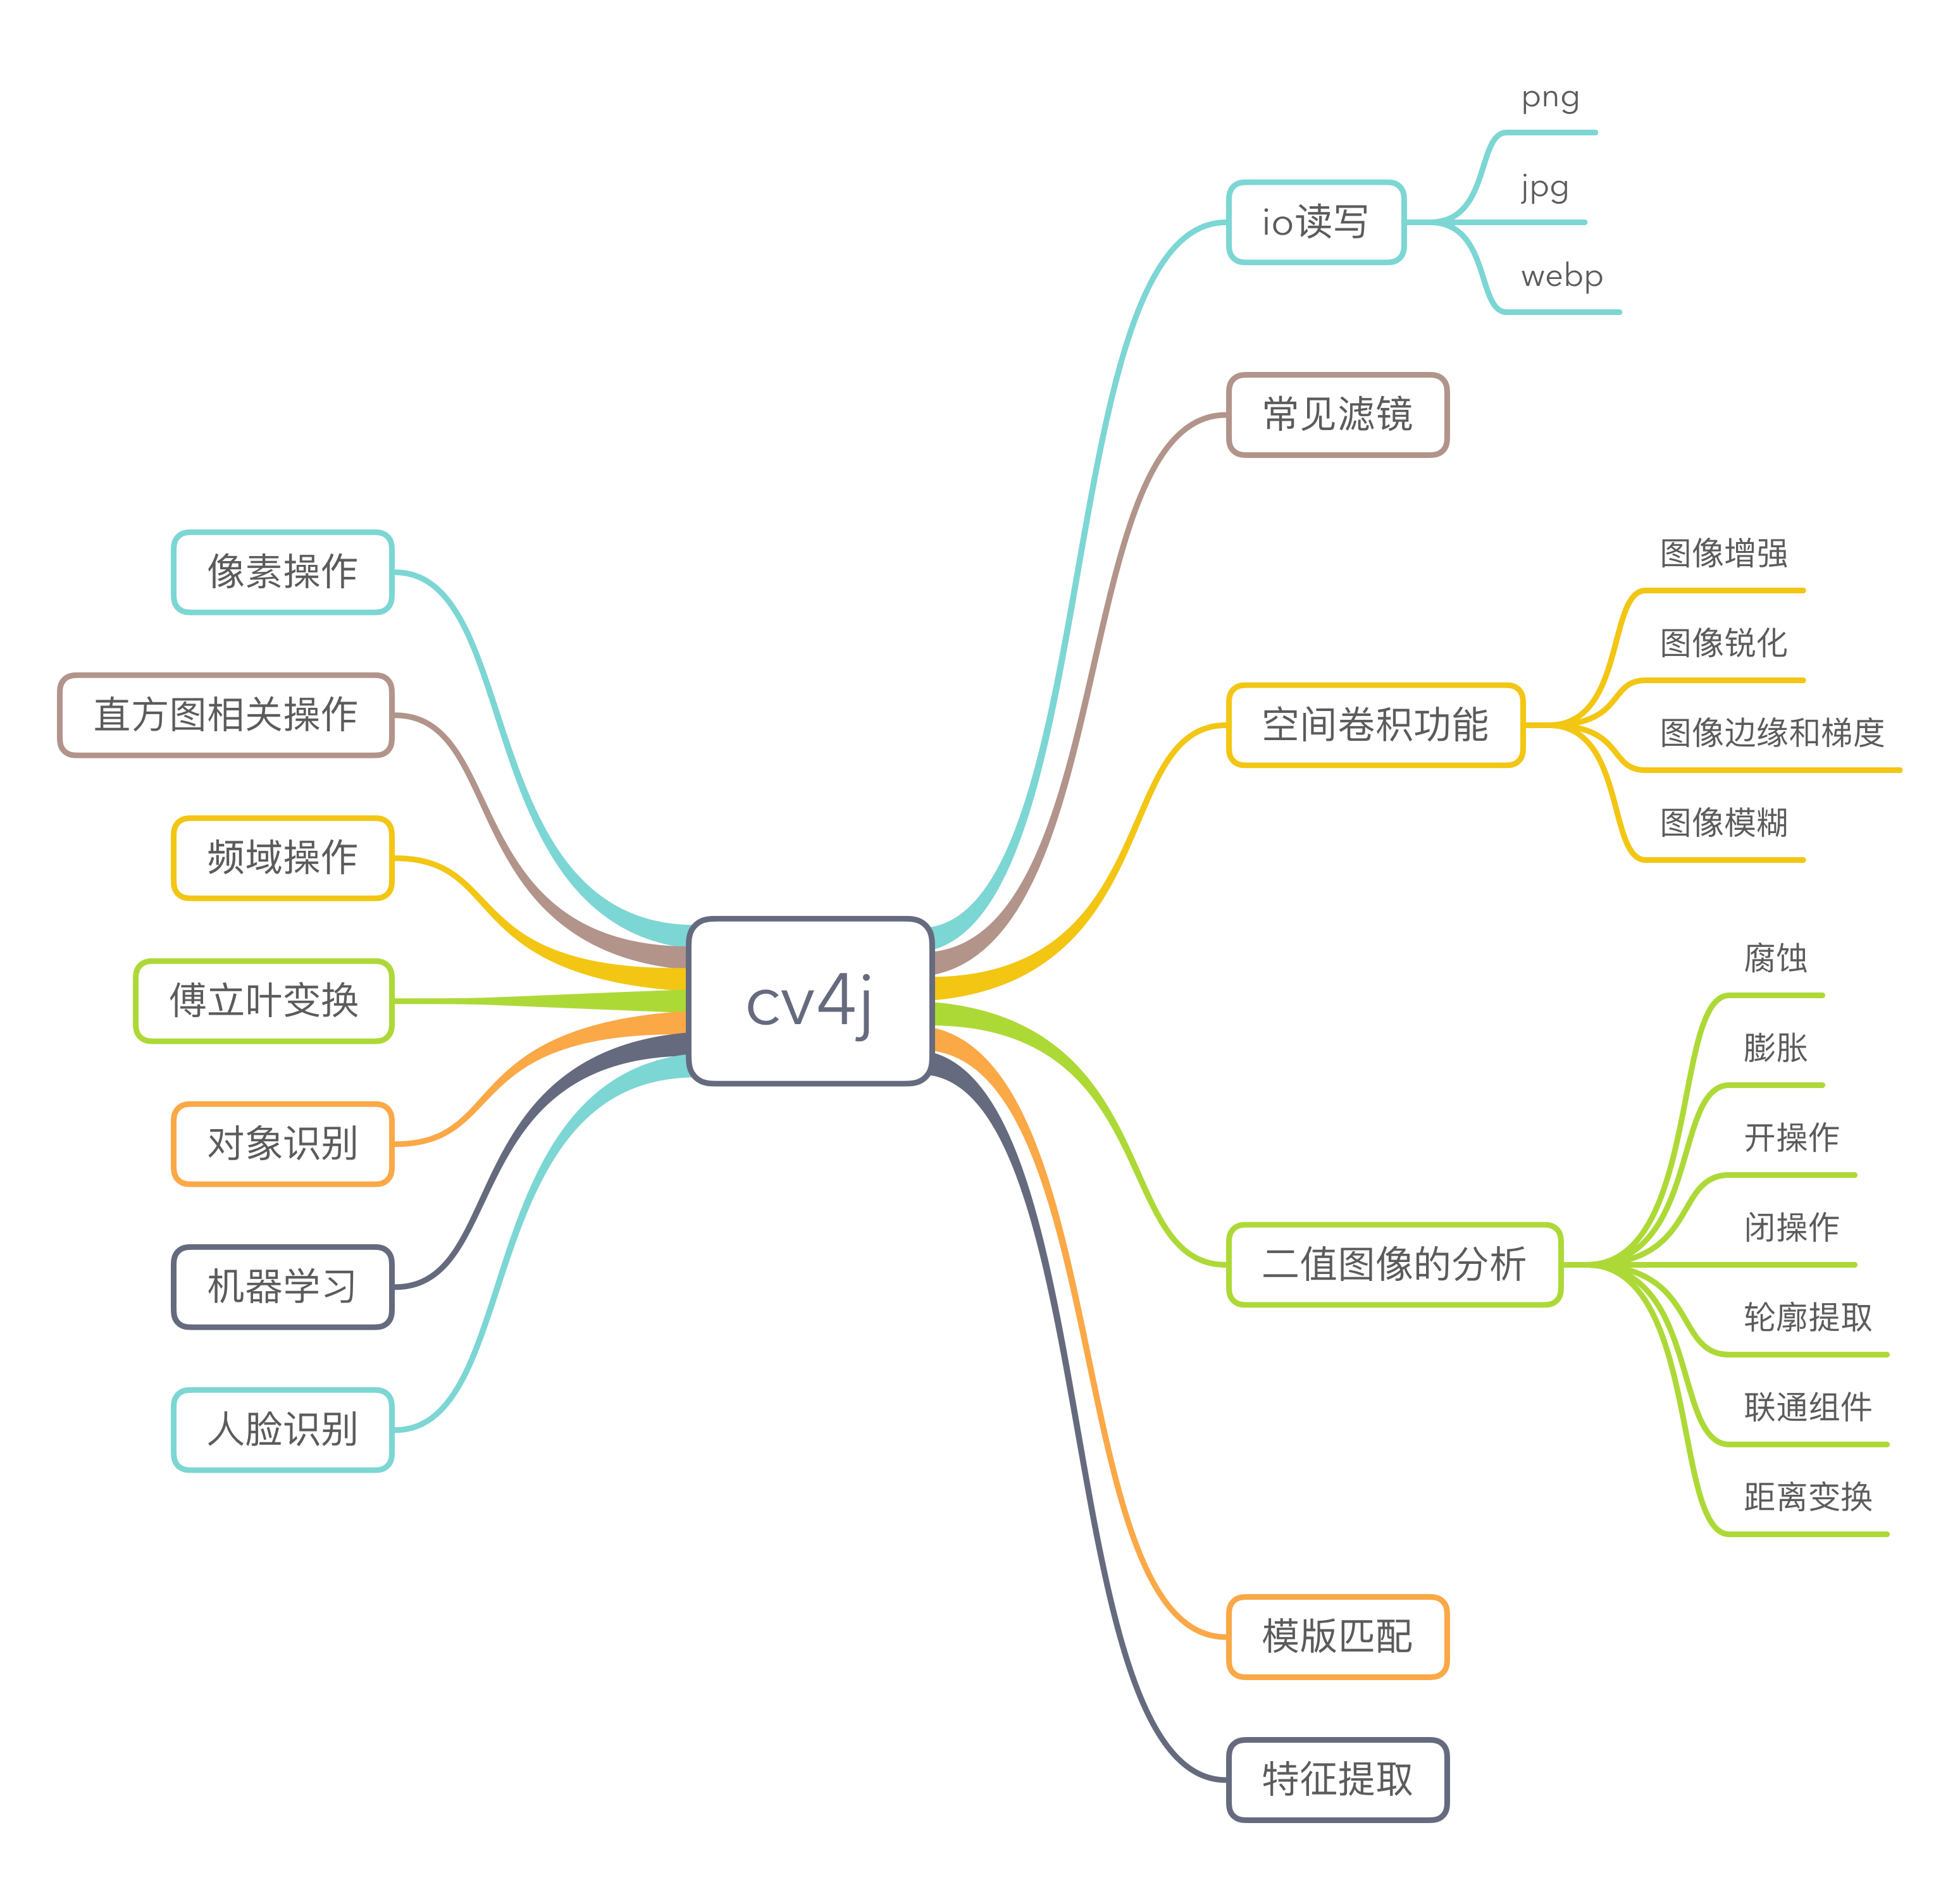 cv4j
io读写
png
jpg
webp
常见滤镜
空间卷积功能
图像增强
图像锐化
图像边缘和梯度
图像模糊
二值图像的分析
腐蚀
膨胀
开操作
闭操作
轮廓提取
联通组件
距离变换
模版匹配
特征提取
像素操作
直方图相关操作
频域操作
傅立叶变换
对象识别
机器学习
人脸识别